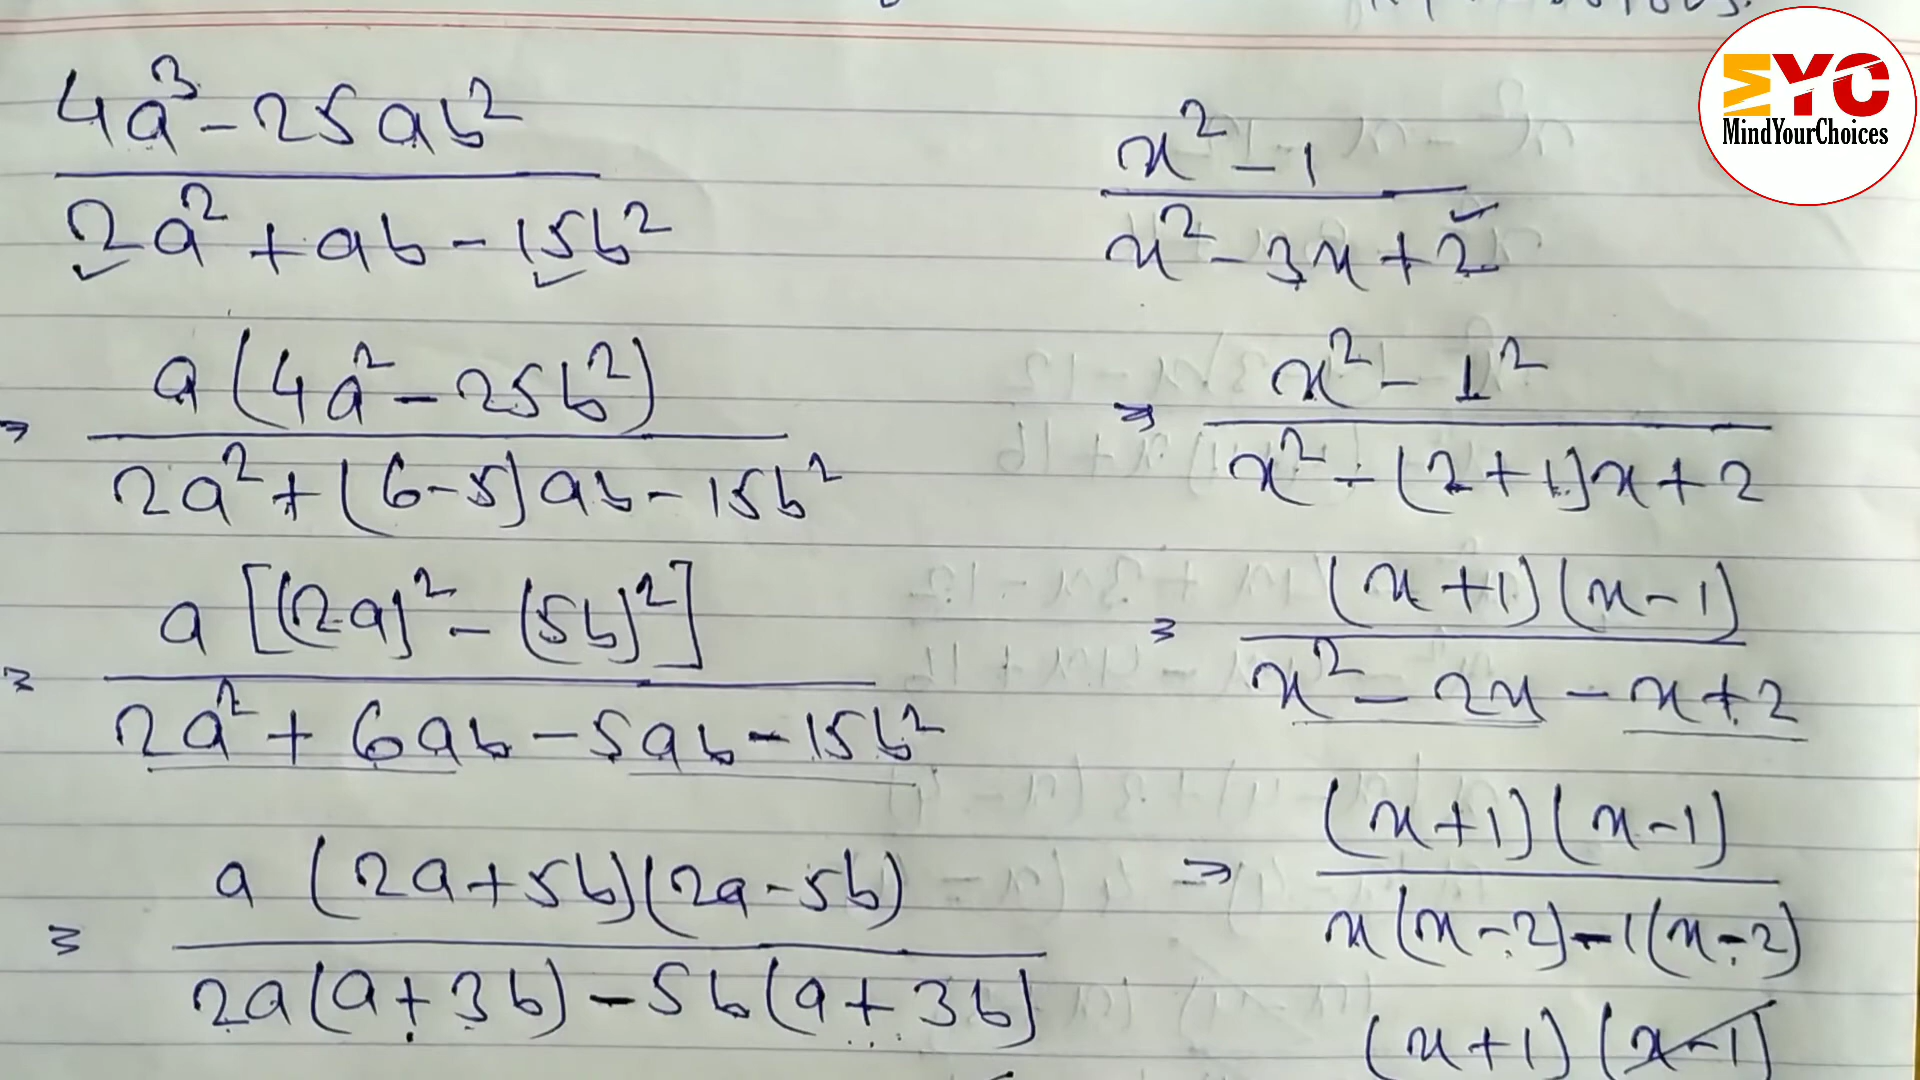 4a³ - 25ab²
2a² + ab - 15b²
⇒ a(4a² - 25b²)
2a² + (6-5)ab - 15b²
= a[(2a)² - (5b)²]
2a² + 6ab - 5ab - 15b²
= a (2a+5b)(2a-5b)
2a(a+3b) - 5b(a+3b)
x² - 1
x² - 3x + 2
⇒ x² - 1²
x² - (2+1)x + 2
= (x+1)(x-1)
x² - 2x - x + 2
⇒ (x+1)(x-1)
x(x-2) - 1(x-2)
(x+1)(x-1)
MYC
MindYourChoices